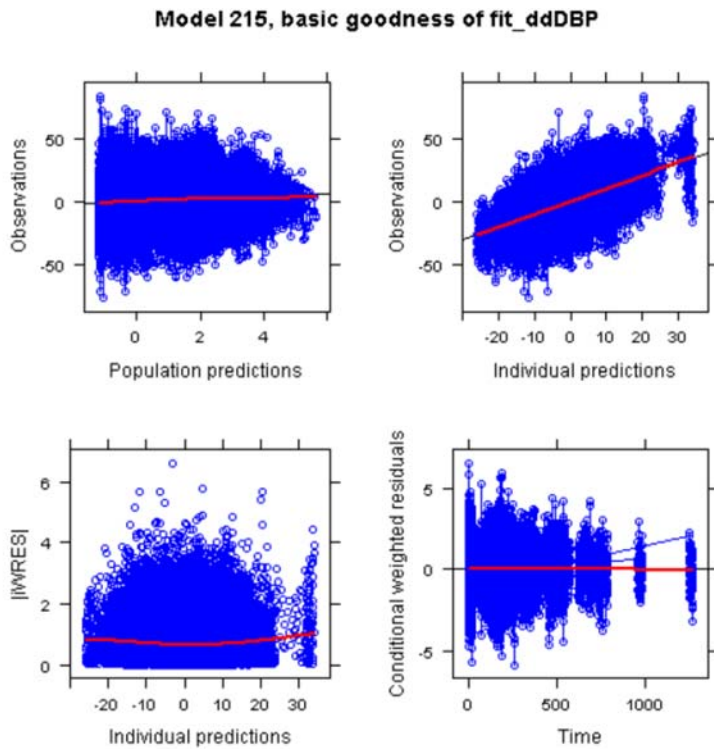 Model 215, basic goodness of fit_ddDBP
Observations
50
0
-50
0 2 4
Population predictions
Observations
50
0
-50
-20 -10 0 10 20 30
Individual predictions
|iWRES|
6
4
2
0
-20 -10 0 10 20 30
Individual predictions
Conditional weighted residuals
5
0
-5
0 500 1000
Time